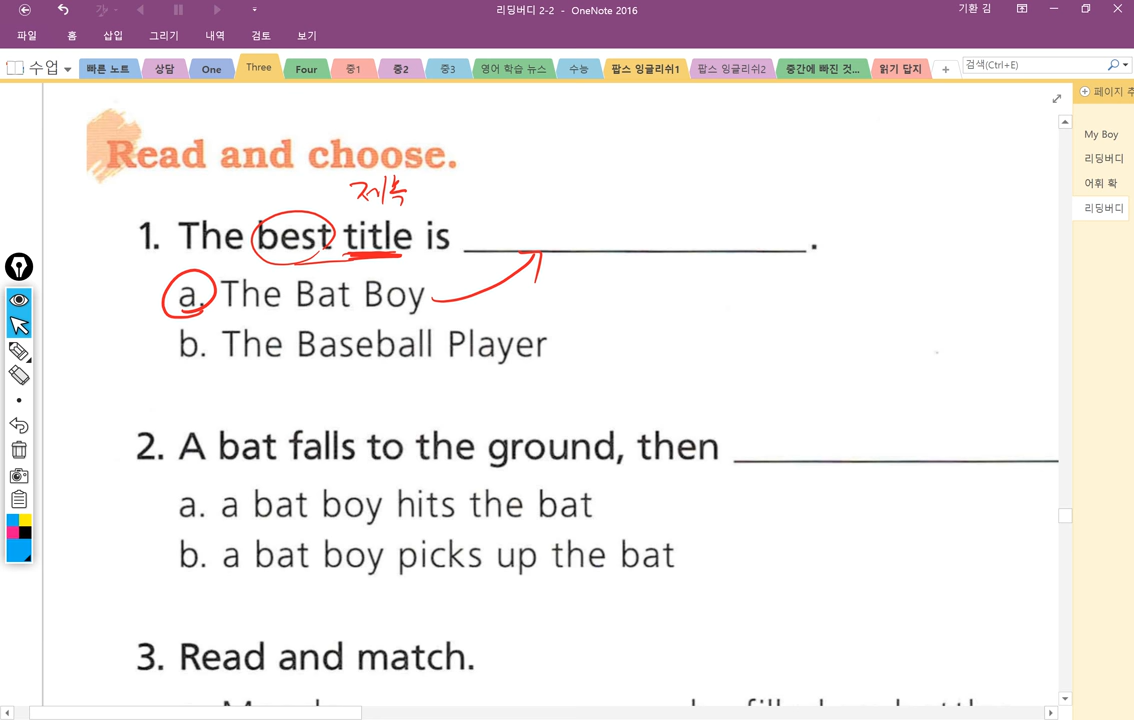 리딩버디 2-2 - OneNote 2016
기환 김
파일 홈 삽입 그리기 내역 검토 보기
수업 빠른 노트 상담 One Three Four 중1 중2 중3 영어 학습 뉴스 수능 팝스 잉글리쉬1 팝스 잉글리쉬2 중간에 빠진 것... 읽기 답지 검색(Ctrl+E)
페이지 추
My Boy
리딩버디
어휘 확
리딩버디
Read and choose.
제목
1. The best title is ____________.
a. The Bat Boy
b. The Baseball Player
2. A bat falls to the ground, then ____________
a. a bat boy hits the bat
b. a bat boy picks up the bat
3. Read and match.